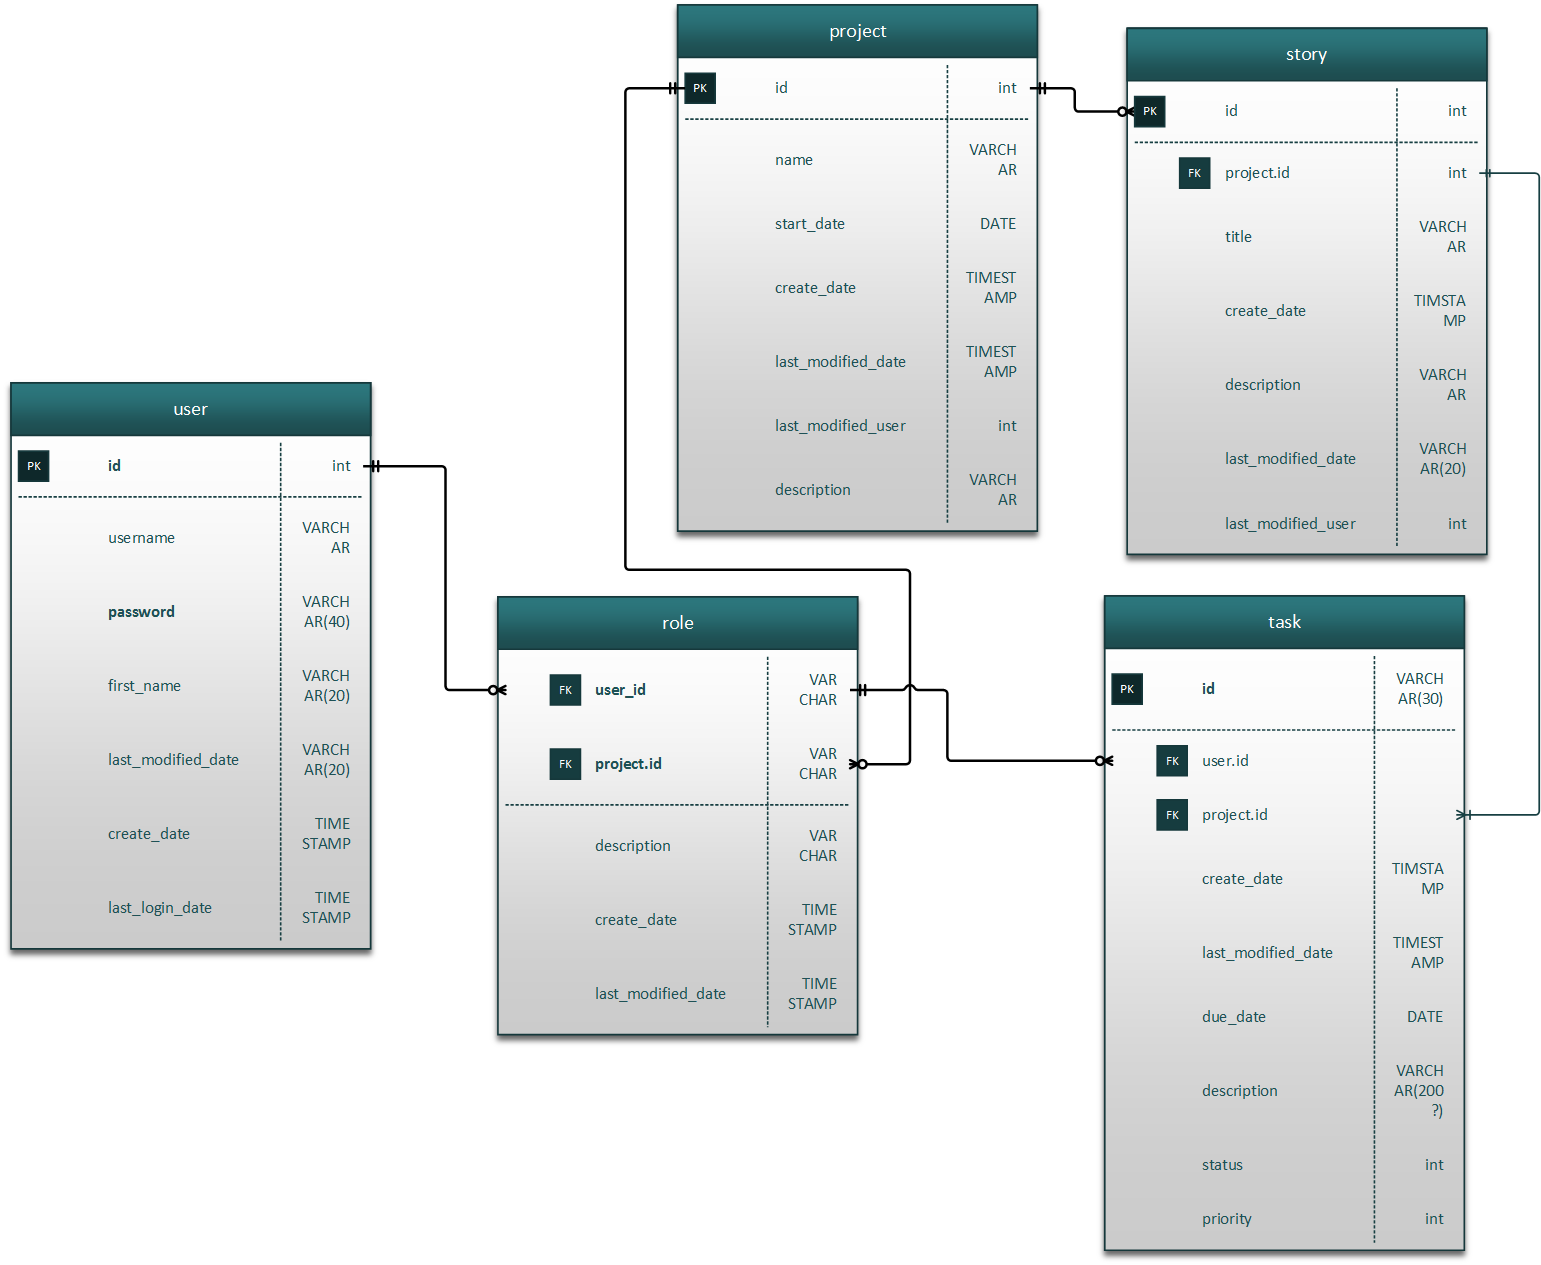 project
PK
id
int
name
VARCH
AR
start_date
DATE
create_date
TIMEST
AMP
last_modified_date
TIMEST
AMP
last_modified_user
int
description
VARCH
AR
story
PK
id
int
FK
project.id
int
title
VARCH
AR
create_date
TIMSTA
MP
description
VARCH
AR
last_modified_date
VARCH
AR(20)
last_modified_user
int
user
PK
id
int
username
VARCH
AR
password
VARCH
AR(40)
first_name
VARCH
AR(20)
last_modified_date
VARCH
AR(20)
create_date
TIME
STAMP
last_login_date
TIME
STAMP
role
FK
user_id
VAR
CHAR
FK
project.id
VAR
CHAR
description
VAR
CHAR
create_date
TIME
STAMP
last_modified_date
TIME
STAMP
task
PK
id
VARCH
AR(30)
FK
user.id
FK
project.id
create_date
TIMSTA
MP
last_modified_date
TIMEST
AMP
due_date
DATE
description
VARCH
AR(200
?)
status
int
priority
int